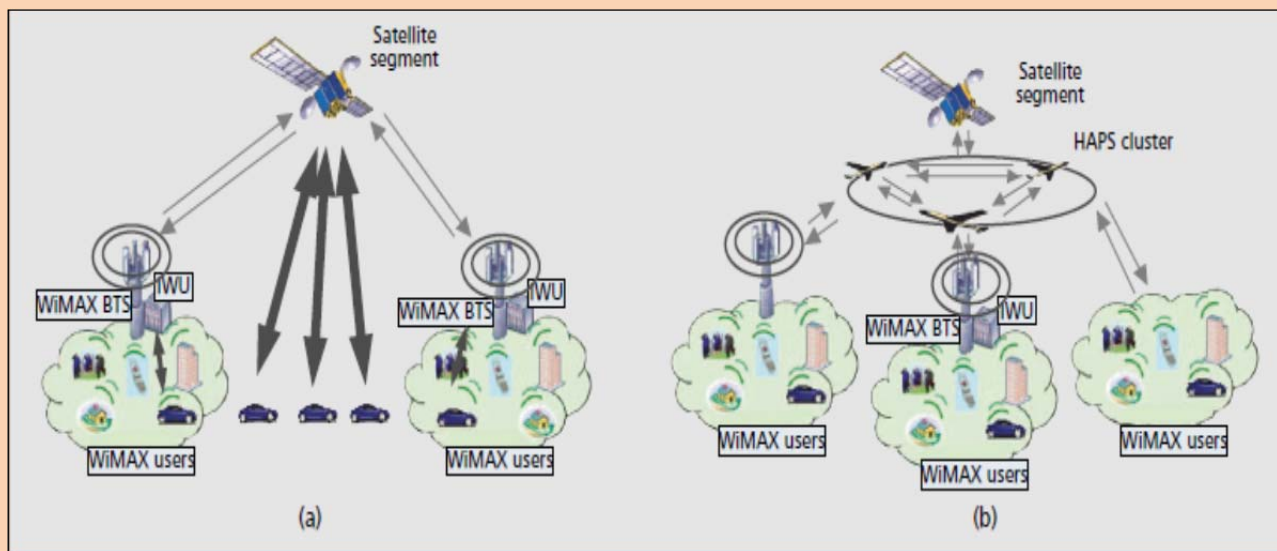 Satellite
segment
WiMAX BTS
IWU
WiMAX BTS
IWU
WiMAX users
WiMAX users
(a)
Satellite
segment
HAPS cluster
WiMAX BTS
IWU
WiMAX users
WiMAX users
WiMAX users
(b)